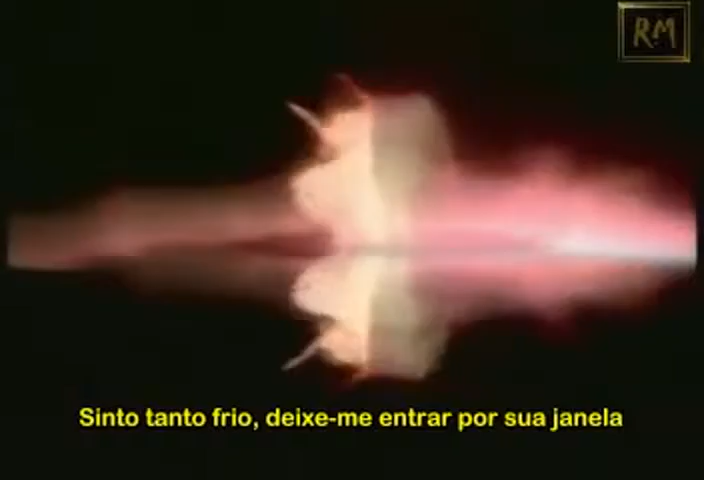 RM
Sinto tanto frio, deixe-me entrar por sua janela